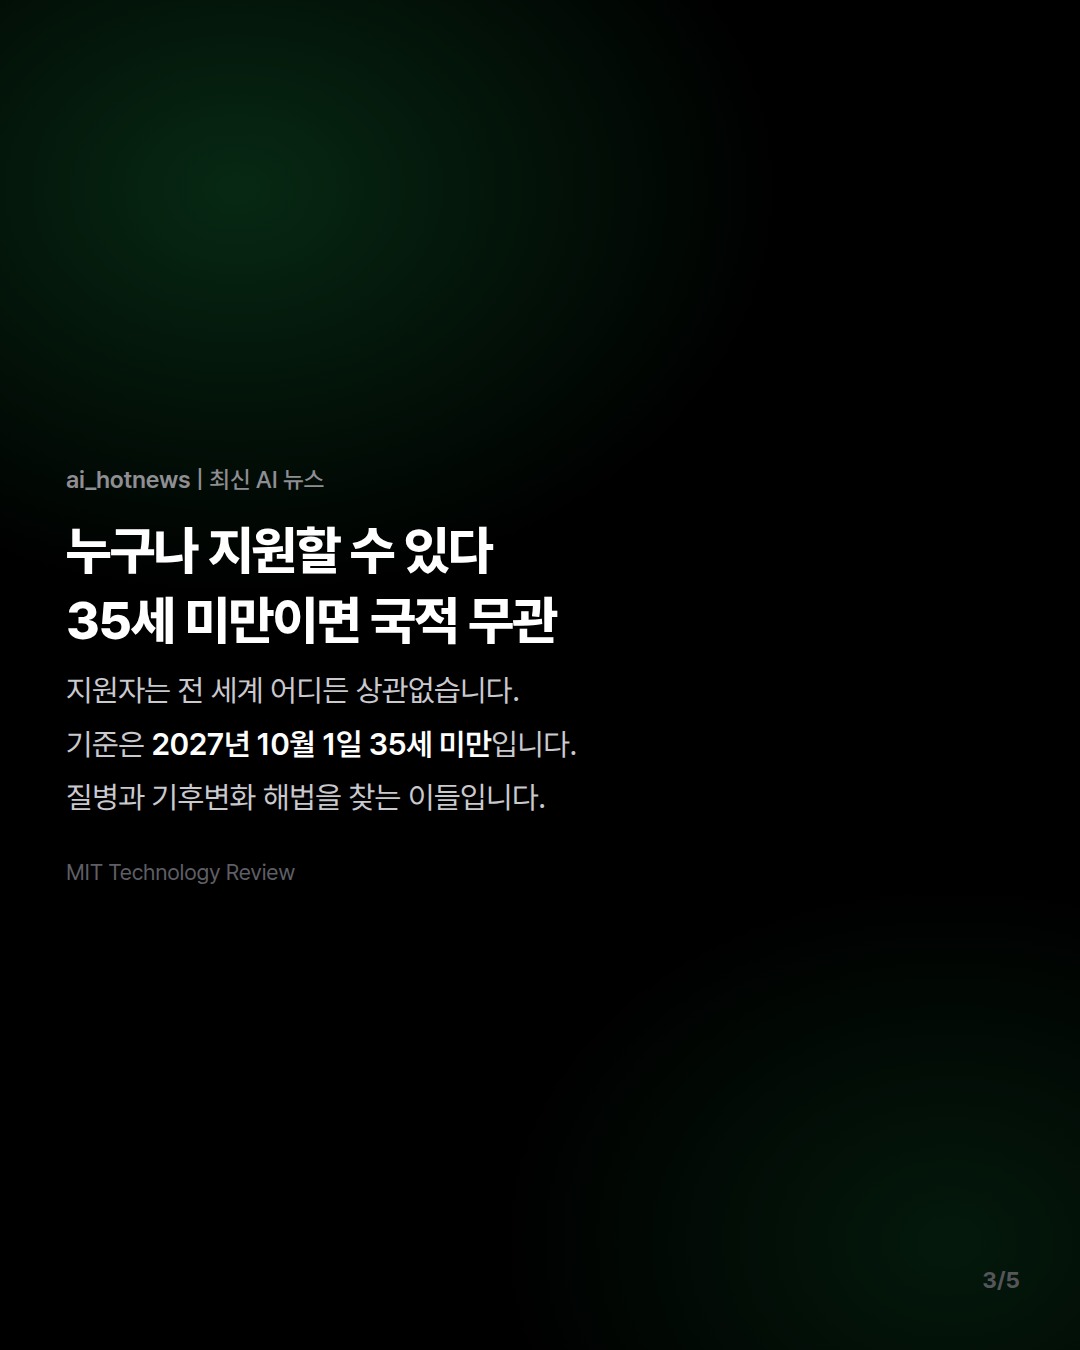 ai_hotnews | 최신 AI 뉴스
누구나 지원할 수 있다
35세 미만이면 국적 무관
지원자는 전 세계 어디든 상관없습니다.
기준은 2027년 10월 1일 35세 미만입니다.
질병과 기후변화 해법을 찾는 이들입니다.
MIT Technology Review
3/5